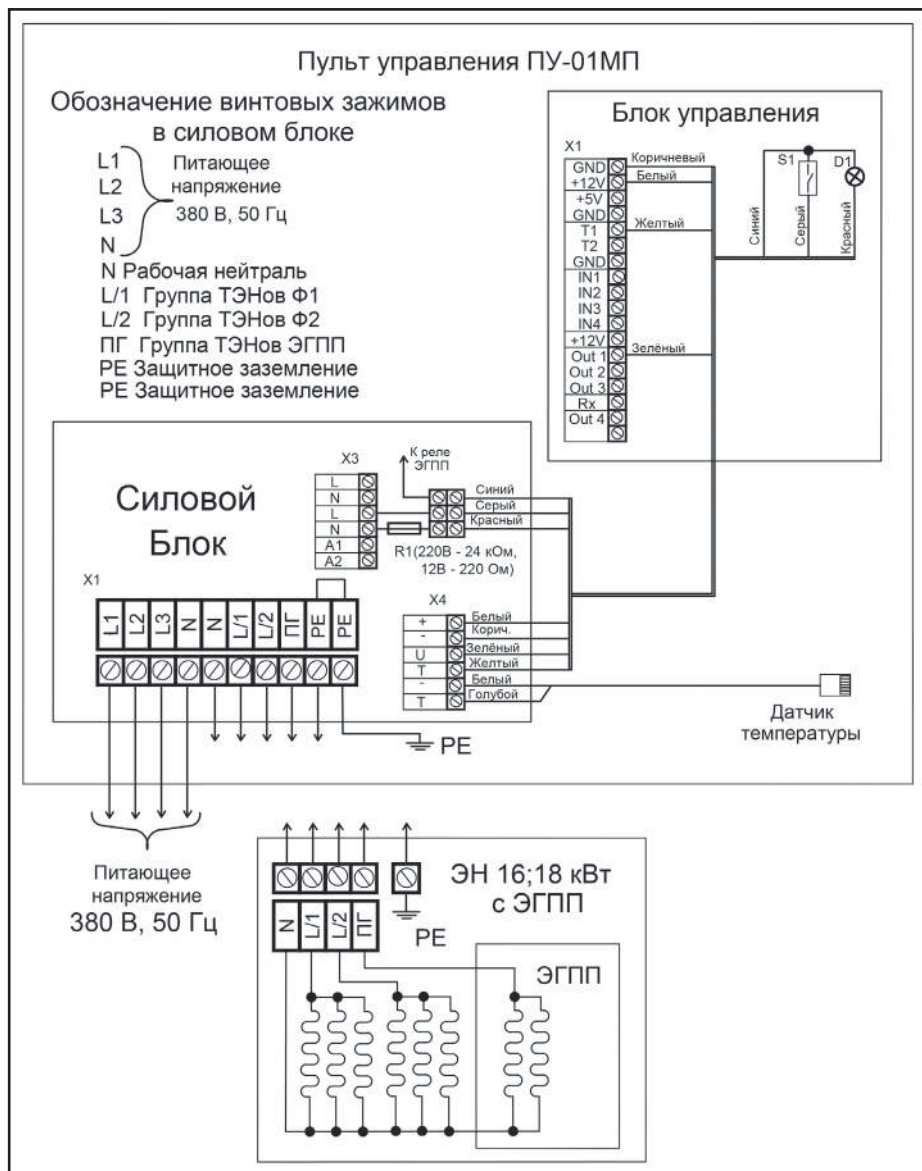 Пульт управления ПУ-01МП
Обозначение винтовых зажимов
в силовом блоке
L1
L2
L3
N
Питающее
напряжение
380 В, 50 Гц
N Рабочая нейтраль
L/1 Группа ТЭНов Ф1
L/2 Группа ТЭНов Ф2
ПГ Группа ТЭНов ЭГПП
PE Защитное заземление
PE Защитное заземление
Блок управления
X1
GND
+12V
+5V
GND
T1
T2
GND
IN1
IN2
IN3
IN4
+12V
Out 1
Out 2
Out 3
Rx
Out 4
Коричневый
Белый
Желтый
Зелёный
S1
D1
Синий
Серый
Красный
Силовой
Блок
X3
L
N
L
N
A1
A2
К реле
ЭГПП
Синий
Серый
Красный
R1(220В - 24 кОм,
12В - 220 Ом)
X1
L1
L2
L3
N
N
L/1
L/2
ПГ
PE
PE
X4
+
-
U
T
-
T
Белый
Корич.
Зелёный
Желтый
Белый
Голубой
Датчик
температуры
PE
Питающее
напряжение
380 В, 50 Гц
ЭН 16;18 кВт
с ЭГПП
PE
N
L/1
L/2
ПГ
ЭГПП